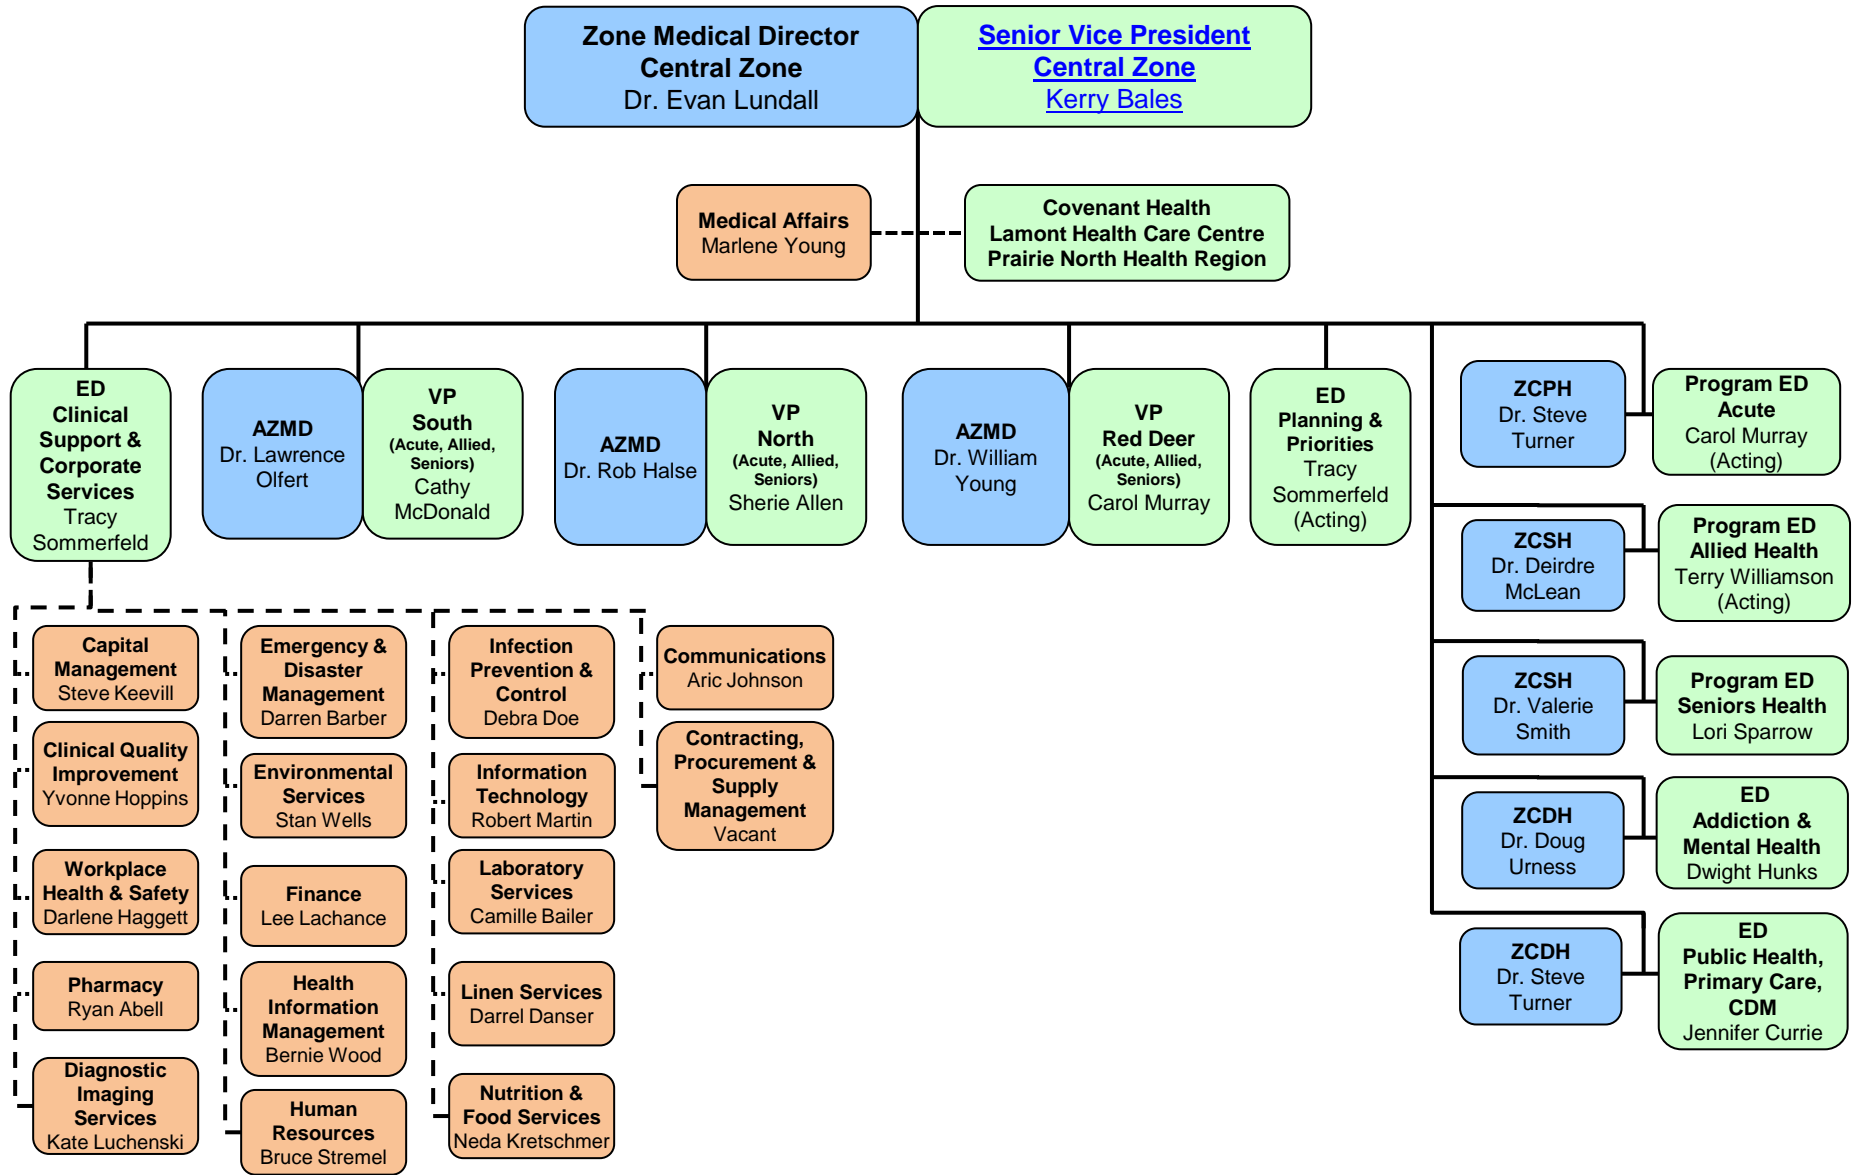 Zone Medical Director
Central Zone
Dr. Evan Lundall
Senior Vice President
Central Zone
Kerry Bales
Medical Affairs
Marlene Young
Covenant Health
Lamont Health Care Centre
Prairie North Health Region
ED
Clinical
Support &
Corporate
Services
Tracy
Sommerfeld
AZMD
Dr. Lawrence
Olfert
VP
South
(Acute, Allied,
Seniors)
Cathy
McDonald
AZMD
Dr. Rob Halse
VP
North
(Acute, Allied,
Seniors)
Sherie Allen
AZMD
Dr. William
Young
VP
Red Deer
(Acute, Allied,
Seniors)
Carol Murray
ED
Planning &
Priorities
Tracy
Sommerfeld
(Acting)
ZCPH
Dr. Steve
Turner
Program ED
Acute
Carol Murray
(Acting)
ZCSH
Dr. Deirdre
McLean
Program ED
Allied Health
Terry Williamson
(Acting)
ZCSH
Dr. Valerie
Smith
Program ED
Seniors Health
Lori Sparrow
ZCDH
Dr. Doug
Urness
ED
Addiction &
Mental Health
Dwight Hunks
ZCDH
Dr. Steve
Turner
ED
Public Health,
Primary Care,
CDM
Jennifer Currie
Capital
Management
Steve Keevill
Clinical Quality
Improvement
Yvonne Hoppins
Workplace
Health & Safety
Darlene Haggett
Pharmacy
Ryan Abell
Diagnostic
Imaging
Services
Kate Luchenski
Emergency &
Disaster
Management
Darren Barber
Environmental
Services
Stan Wells
Finance
Lee Lachance
Health
Information
Management
Bernie Wood
Human
Resources
Bruce Stremel
Infection
Prevention &
Control
Debra Doe
Information
Technology
Robert Martin
Laboratory
Services
Camille Bailer
Linen Services
Darrel Danser
Nutrition &
Food Services
Neda Kretschmer
Communications
Aric Johnson
Contracting,
Procurement &
Supply
Management
Vacant